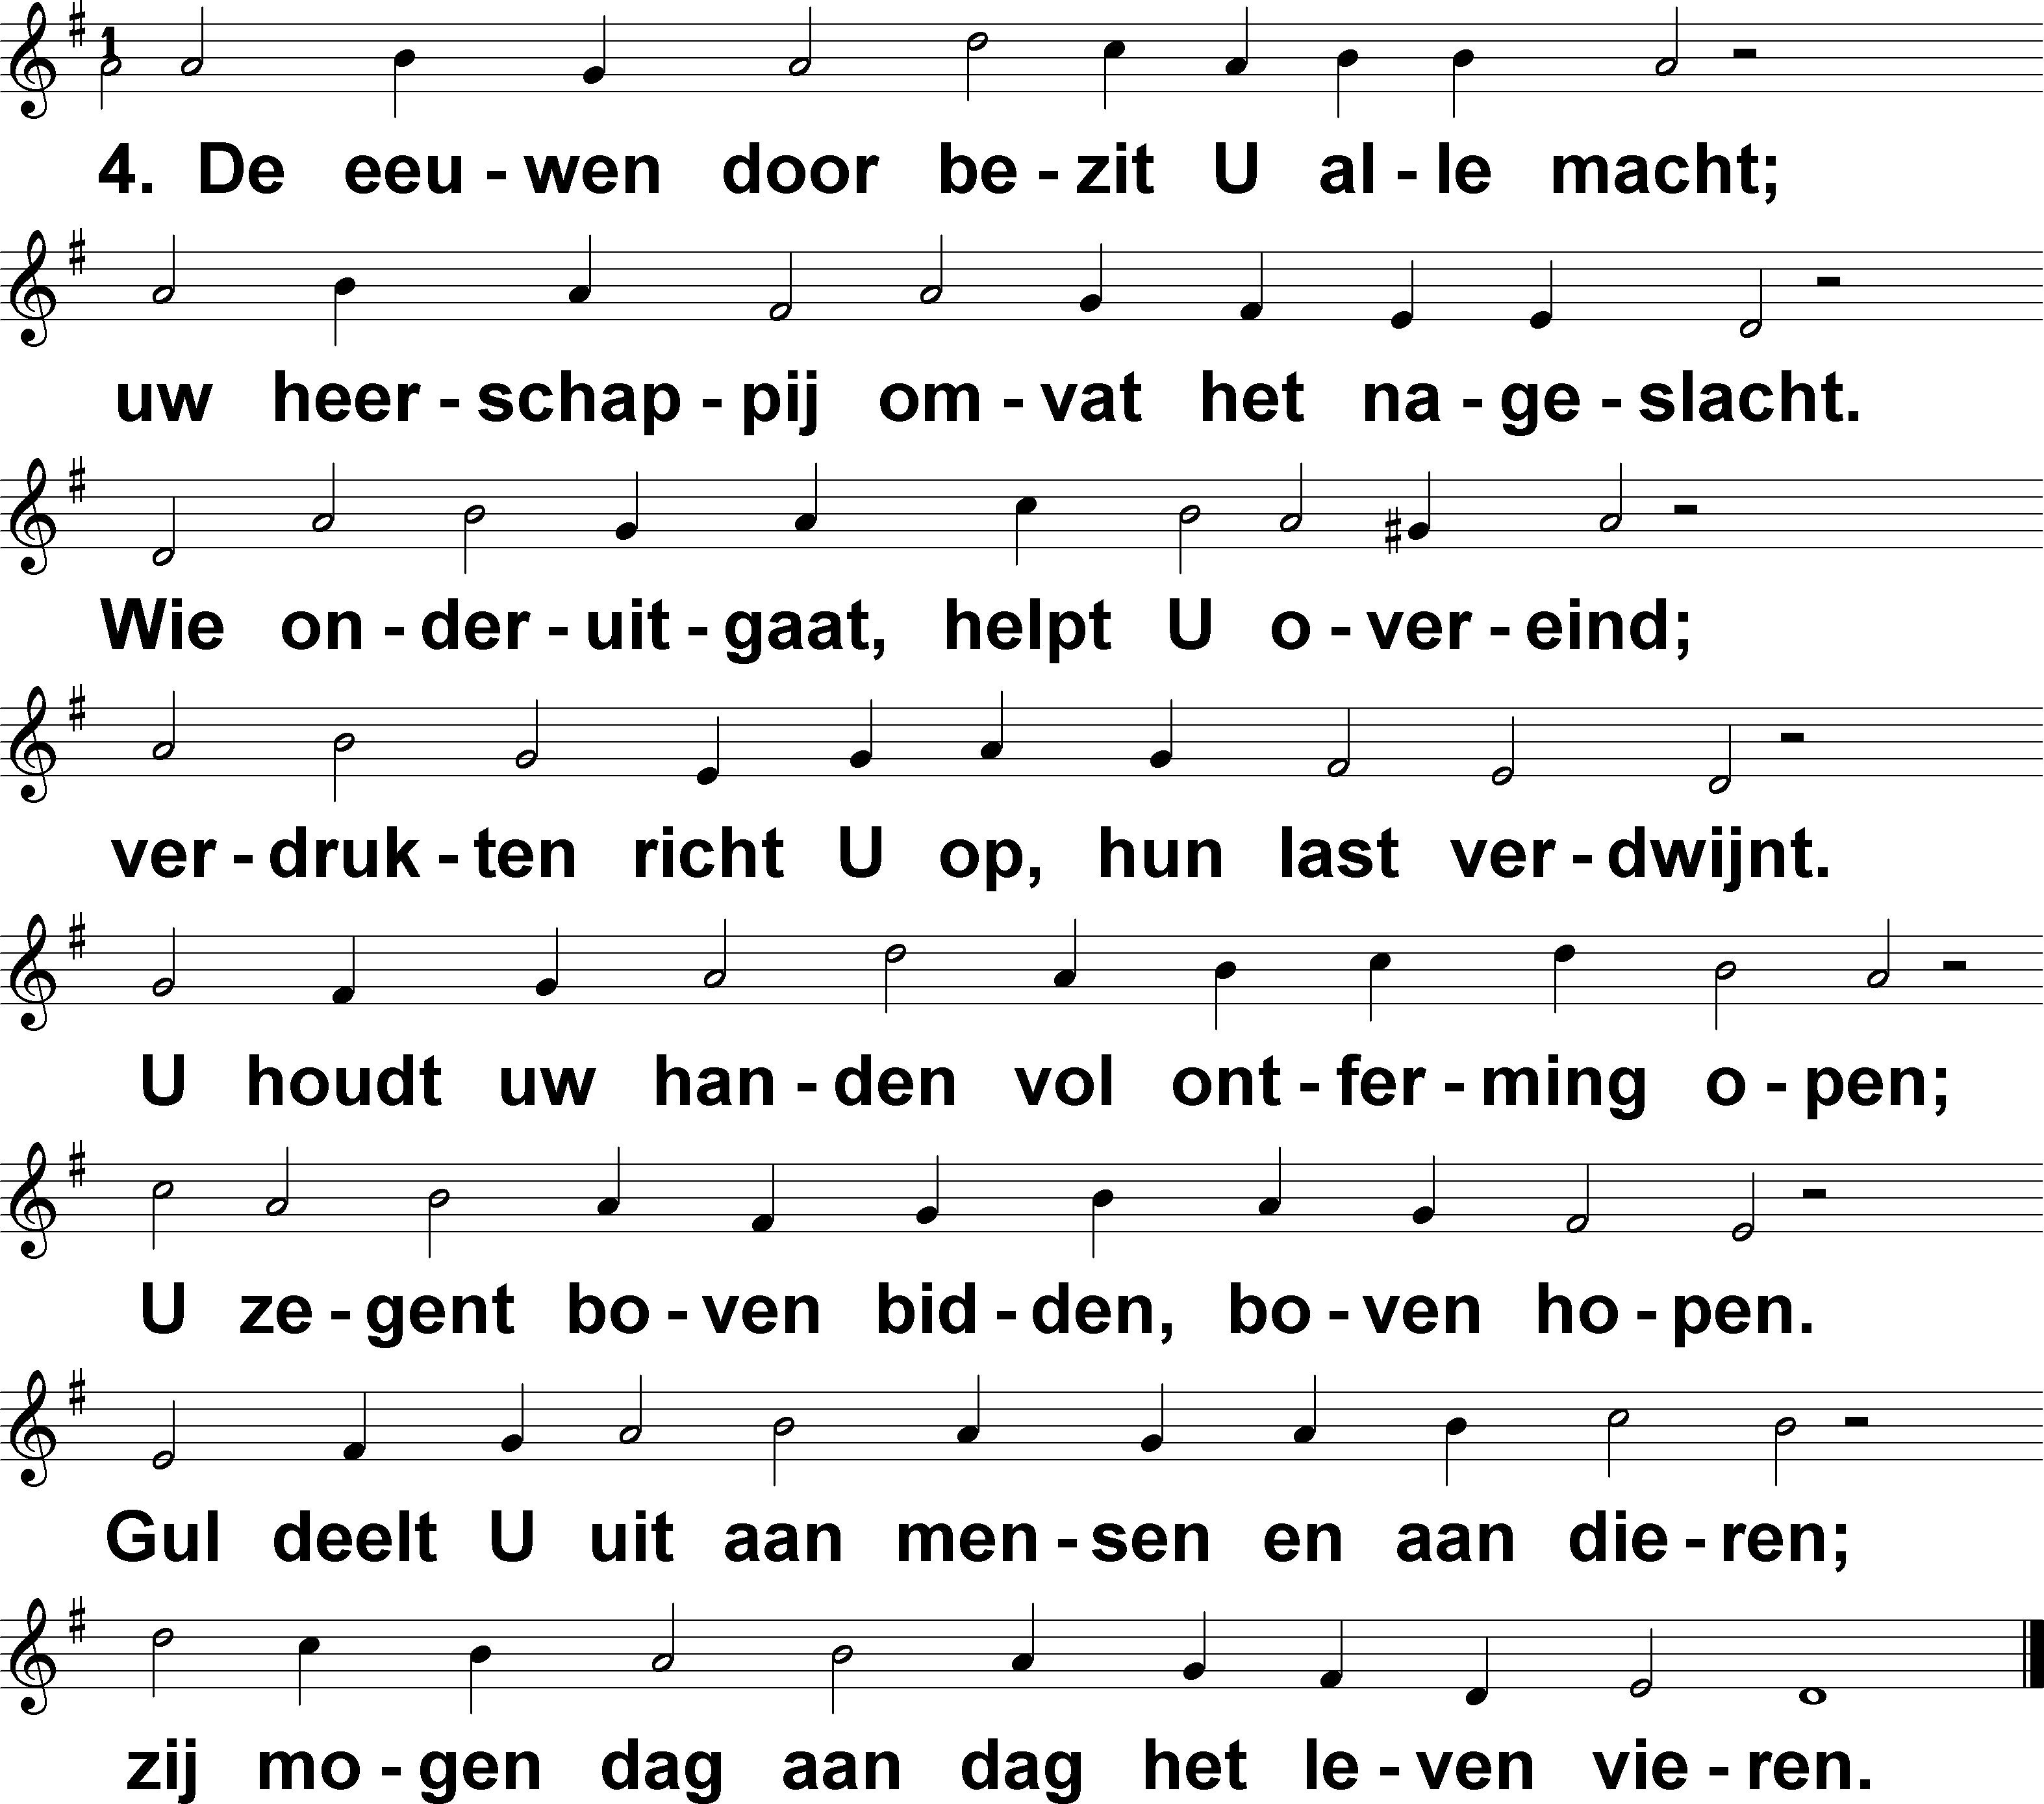 1
4. De eeu - wen door be - zit U al - le macht;
uw heer - schap - pij om - vat het na - ge - slacht.
Wie on - der - uit - gaat, helpt U o - ver - eind;
ver - druk - ten richt U op, hun last ver - dwijnt.
U houdt uw han - den vol ont - fer - ming o - pen;
U ze - gent bo - ven bid - den, bo - ven ho - pen.
Gul deelt U uit aan men - sen en aan die - ren;
zij mo - gen dag aan dag het le - ven vie - ren.